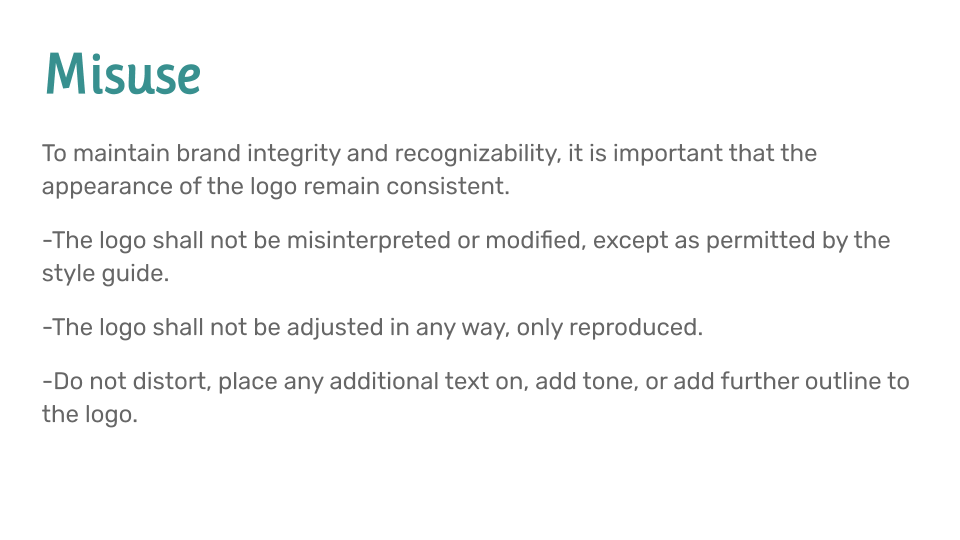 Misuse
To maintain brand integrity and recognizability, it is important that the
appearance of the logo remain consistent.
-The logo shall not be misinterpreted or modified, except as permitted by the
style guide.
-The logo shall not be adjusted in any way, only reproduced.
-Do not distort, place any additional text on, add tone, or add further outline to
the logo.